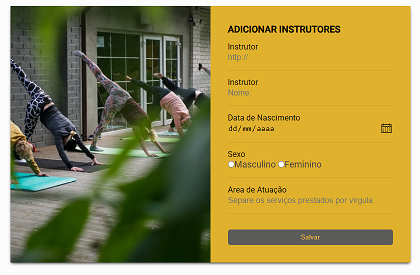 ADICIONAR INSTRUTORES
Instrutor
http://
Instrutor
Nome:
Data de Nascimento
dd/mm/aaaa
Sexo
Masculino Feminino
Area de Atuação
Separe os serviços prestados por virgula
Salvar